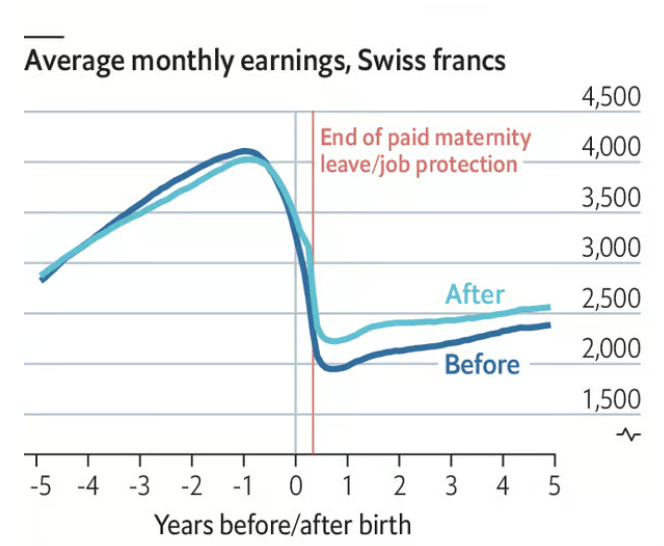 Average monthly earnings, Swiss francs
4,500
End of paid maternity
leave/job protection
4,000
3,500
3,000
After
2,500
Before
2,000
1,500
-5 -4 -3 -2 -1 0 1 2 3 4 5
Years before/after birth